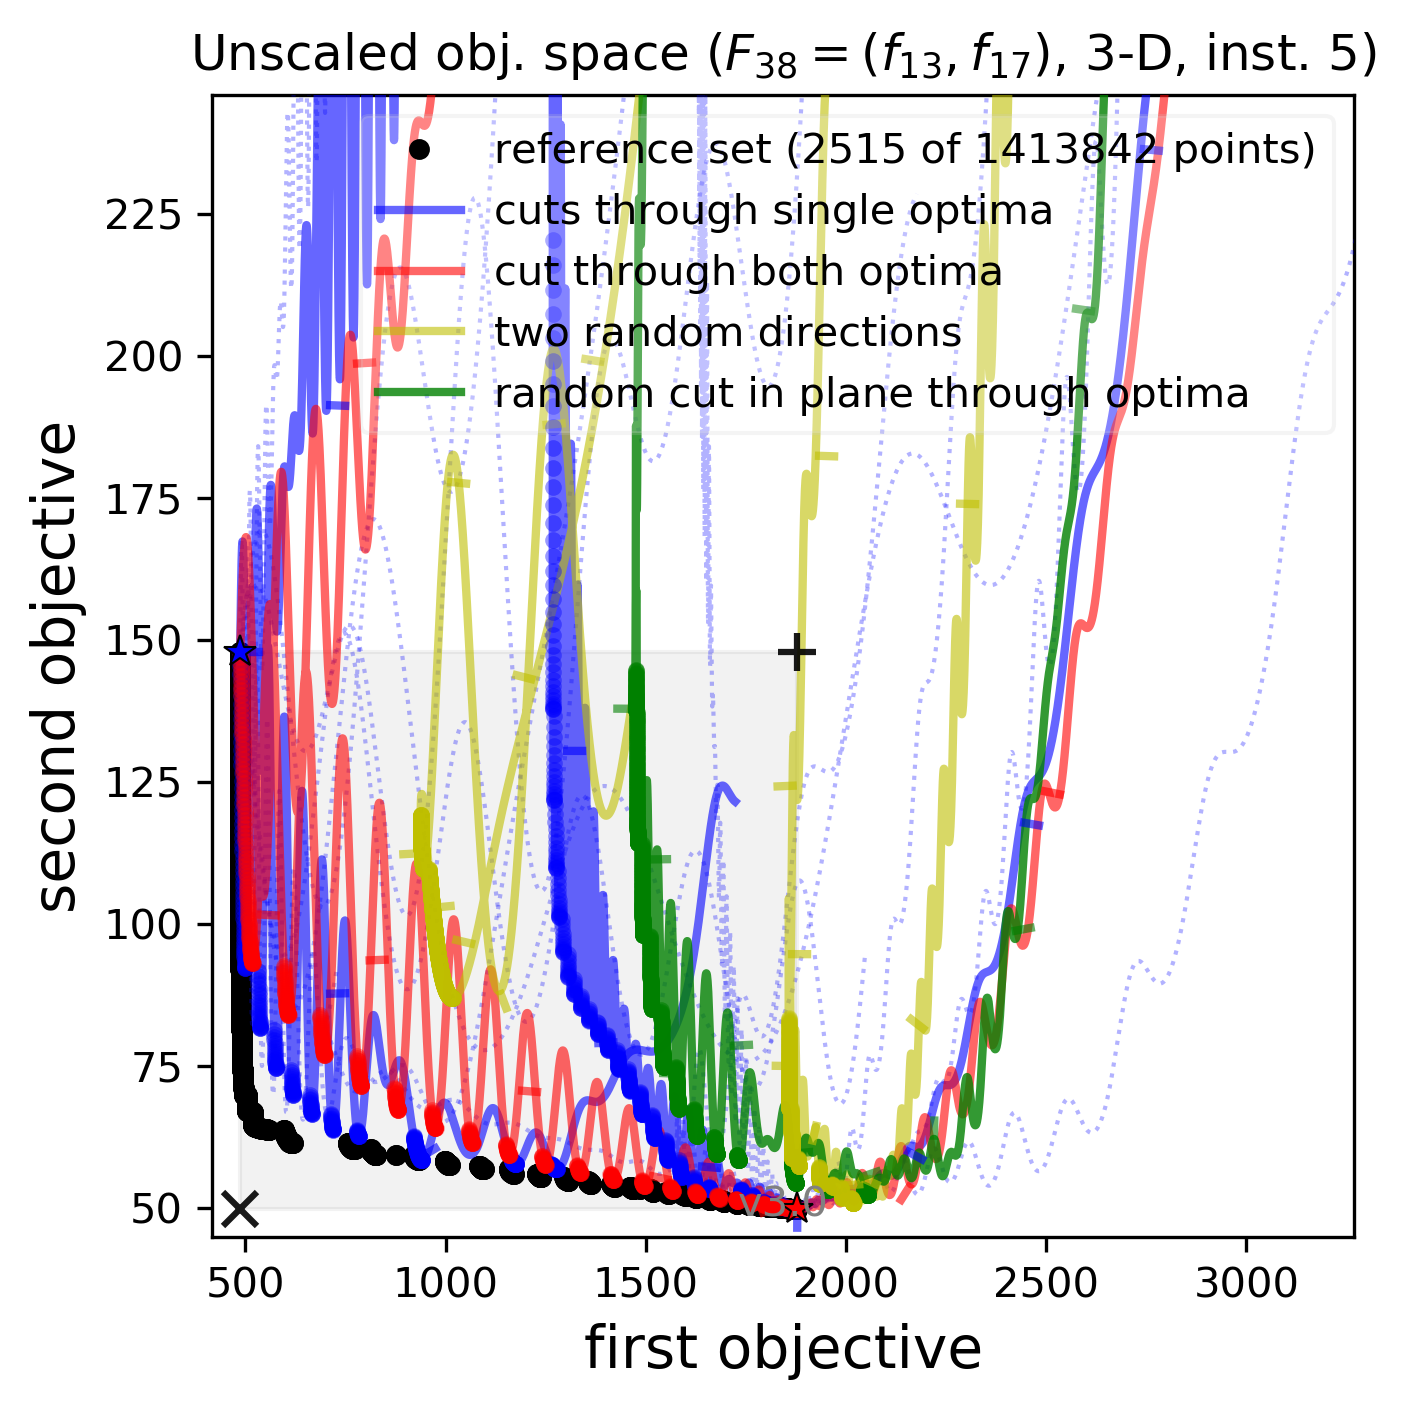 Unscaled obj. space (F₃₈ = (f₁₃, f₁₇), 3-D, inst. 5)
reference set (2515 of 1413842 points)
cuts through single optima
cut through both optima
two random directions
random cut in plane through optima
225
200
175
150
125
100
75
50
second objective
v3.0
500
1000
1500
2000
2500
3000
first objective